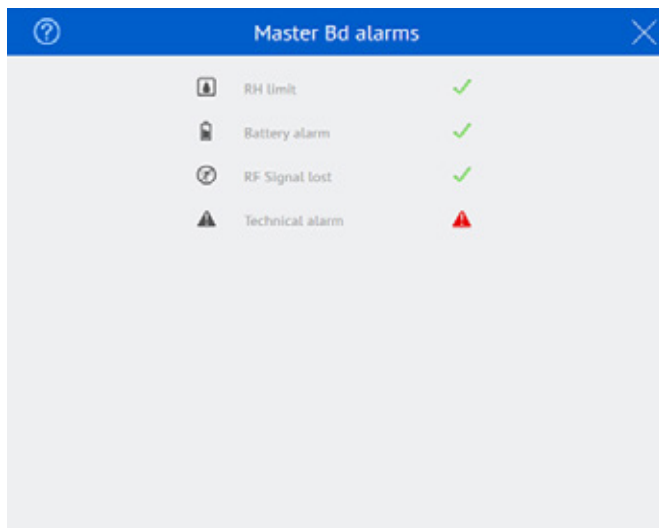 Master Bd alarms
RH limit
Battery alarm
RF Signal lost
Technical alarm